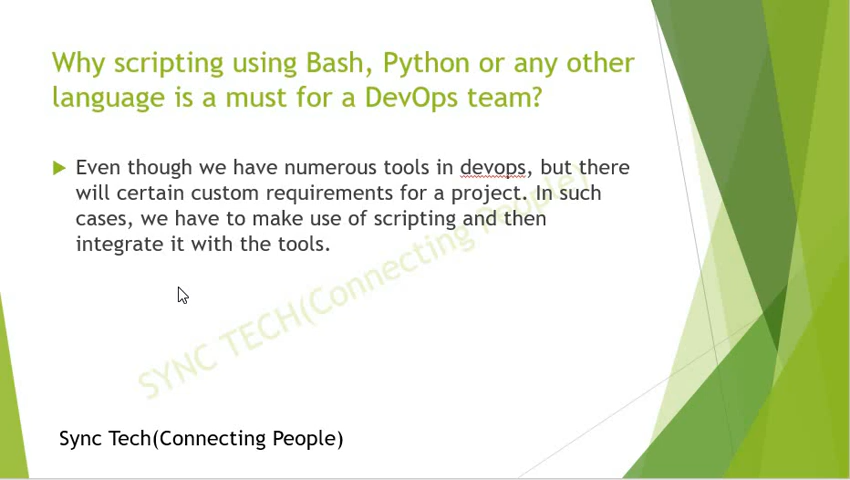 Why scripting using Bash, Python or any other
language is a must for a DevOps team?
Even though we have numerous tools in devops, but there
will certain custom requirements for a project. In such
cases, we have to make use of scripting and then
integrate it with the tools.
SYNC TECH(Connecting People)
Sync Tech(Connecting People)